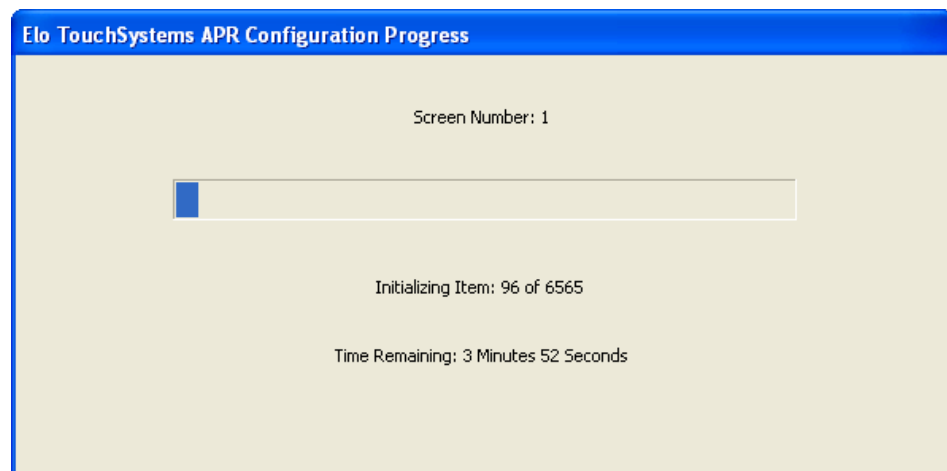 Elo TouchSystems APR Configuration Progress
Screen Number: 1
Initializing Item: 96 of 6565
Time Remaining: 3 Minutes 52 Seconds